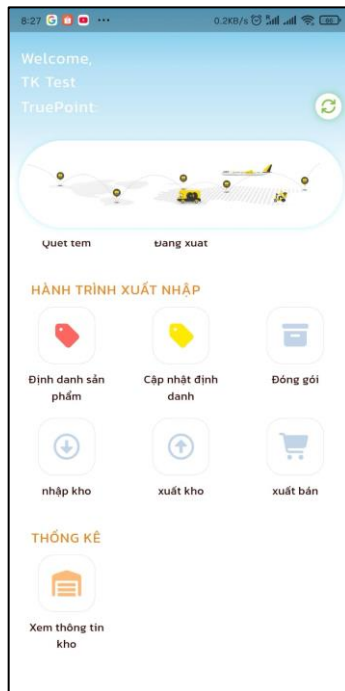 8:27
0.2KB/s
60
Welcome,
TK Test
TruePoint:
Quét tem
Đăng xuất
HÀNH TRÌNH XUẤT NHẬP
Định danh sản
phẩm
Cập nhật định
danh
Đóng gói
nhập kho
xuất kho
xuất bán
THỐNG KÊ
Xem thông tin
kho